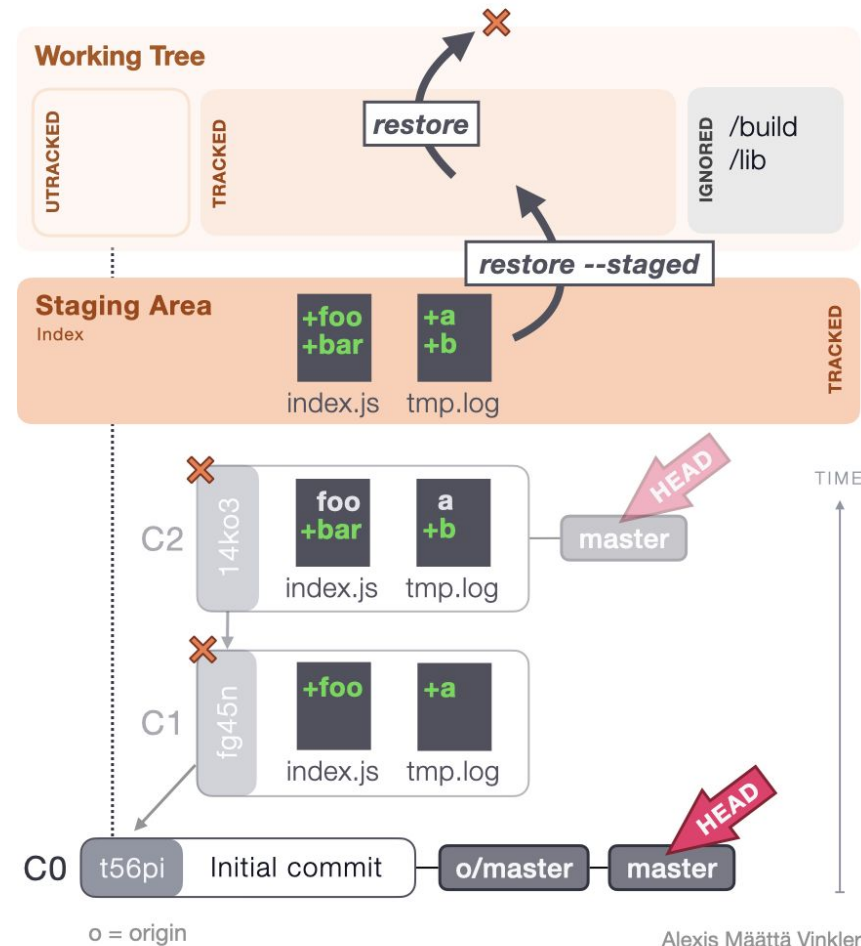 Working Tree
UTRACKED
TRACKED
restore
IGNORED
/build
/lib
restore --staged
Staging Area
Index
+foo
+bar
index.js
+a
+b
tmp.log
TRACKED
C2
14ko3
foo
+bar
index.js
a
+b
tmp.log
master
HEAD
TIME
C1
fg45n
+foo
index.js
+a
tmp.log
C0
t56pi
Initial commit
o/master
master
HEAD
o = origin
Alexis Määttä Vinkler